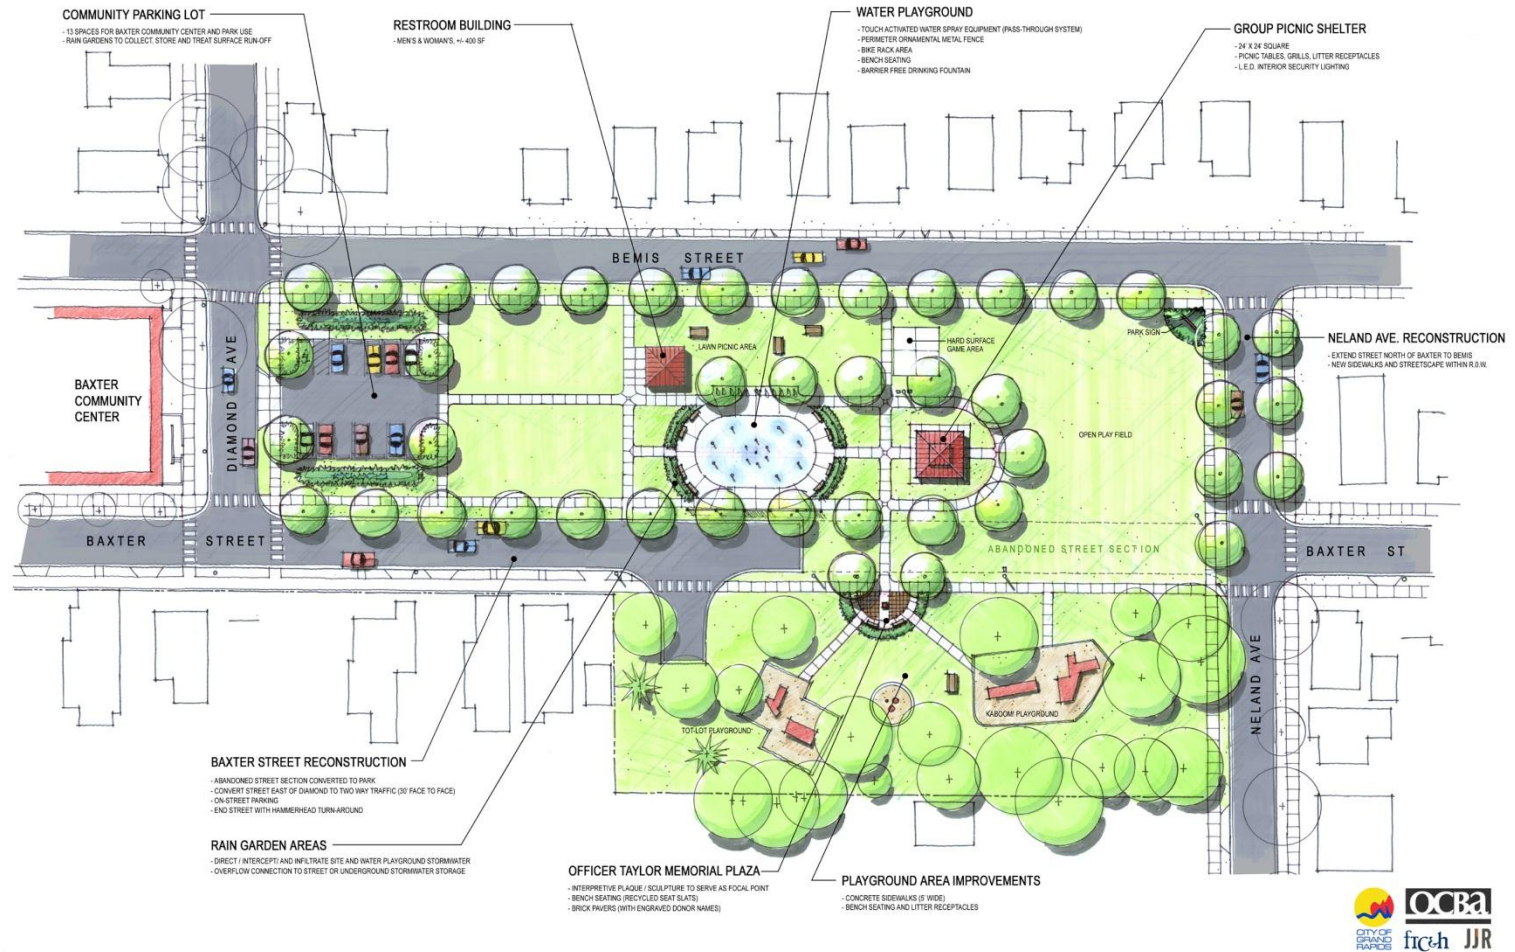 COMMUNITY PARKING LOT
- 13 SPACES FOR BAXTER COMMUNITY CENTER AND PARK USE
- RAIN GARDENS TO COLLECT, STORE AND TREAT SURFACE RUN-OFF
RESTROOM BUILDING
- MEN'S & WOMAN'S, +/- 400 SF
WATER PLAYGROUND
- TOUCH ACTIVATED WATER SPRAY EQUIPMENT (PASS-THROUGH SYSTEM)
- PERIMETER ORNAMENTAL METAL FENCE
- BIKE RACK AREA
- BENCH SEATING
- BARRIER FREE DRINKING FOUNTAIN
GROUP PICNIC SHELTER
- 24' X 24' SQUARE
- PICNIC TABLES, GRILLS, LITTER RECEPTACLES
- L.E.D. INTERIOR SECURITY LIGHTING
BEMIS STREET
PARK SIGN
NELAND AVE. RECONSTRUCTION
- EXTEND STREET NORTH OF BAXTER TO BEMIS
- NEW SIDEWALKS AND STREETSCAPE WITHIN R.O.W.
LAWN PICNIC AREA
HARD SURFACE
GAME AREA
BAXTER
COMMUNITY
CENTER
DIAMOND AVE
OPEN PLAY FIELD
BAXTER STREET
ABANDONED STREET SECTION
BAXTER ST
NELAND AVE
KABOOM! PLAYGROUND
TOT-LOT PLAYGROUND
BAXTER STREET RECONSTRUCTION
- ABANDONED STREET SECTION CONVERTED TO PARK
- CONVERT STREET EAST OF DIAMOND TO TWO WAY TRAFFIC (30' FACE TO FACE)
- ON-STREET PARKING
- END STREET WITH HAMMERHEAD TURN-AROUND
RAIN GARDEN AREAS
- DIRECT / INTERCEPT/ AND INFILTRATE SITE AND WATER PLAYGROUND STORMWATER
- OVERFLOW CONNECTION TO STREET OR UNDERGROUND STORMWATER STORAGE
OFFICER TAYLOR MEMORIAL PLAZA
- INTERPRETIVE PLAQUE / SCULPTURE TO SERVE AS FOCAL POINT
- BENCH SEATING (RECYCLED SEAT SLATS)
- BRICK PAVERS (WITH ENGRAVED DONOR NAMES)
PLAYGROUND AREA IMPROVEMENTS
- CONCRETE SIDEWALKS (5' WIDE)
- BENCH SEATING AND LITTER RECEPTACLES
CITY OF
GRAND
RAPIDS
OCBA
ftc&h
JJR